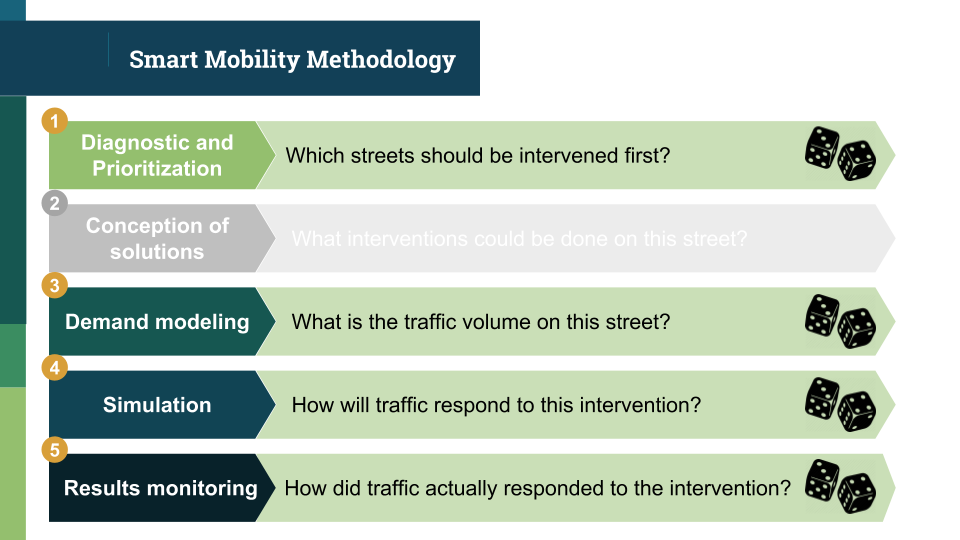 Smart Mobility Methodology
1
Diagnostic and
Prioritization
Which streets should be intervened first?
2
Conception of
solutions
What interventions could be done on this street?
3
Demand modeling
What is the traffic volume on this street?
4
Simulation
How will traffic respond to this intervention?
5
Results monitoring
How did traffic actually responded to the intervention?